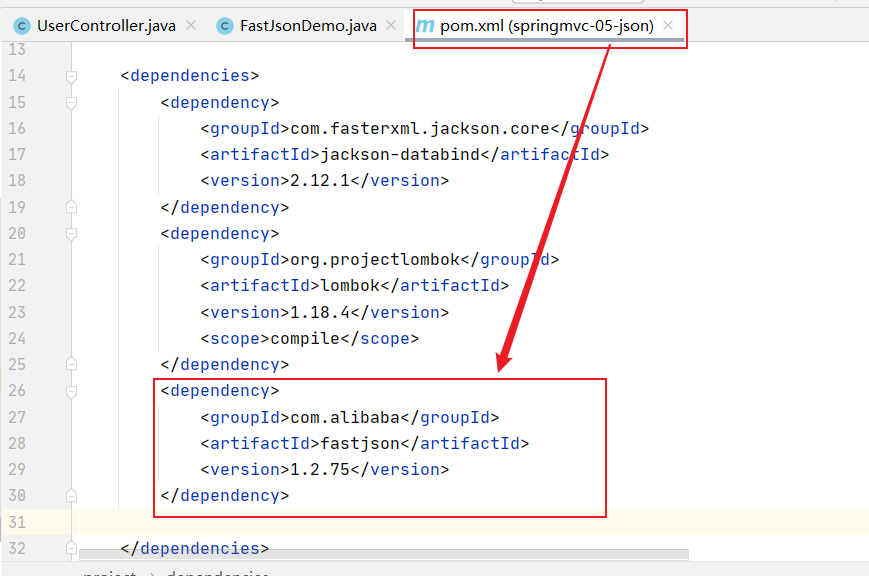 UserController.java × FastJsonDemo.java × pom.xml (springmvc-05-json) ×
13
14 <dependencies>
15 <dependency>
16 <groupId>com.fasterxml.jackson.core</groupId>
17 <artifactId>jackson-databind</artifactId>
18 <version>2.12.1</version>
19 </dependency>
20 <dependency>
21 <groupId>org.projectlombok</groupId>
22 <artifactId>lombok</artifactId>
23 <version>1.18.4</version>
24 <scope>compile</scope>
25 </dependency>
26 <dependency>
27 <groupId>com.alibaba</groupId>
28 <artifactId>fastjson</artifactId>
29 <version>1.2.75</version>
30 </dependency>
31
32 </dependencies>
project › dependencies